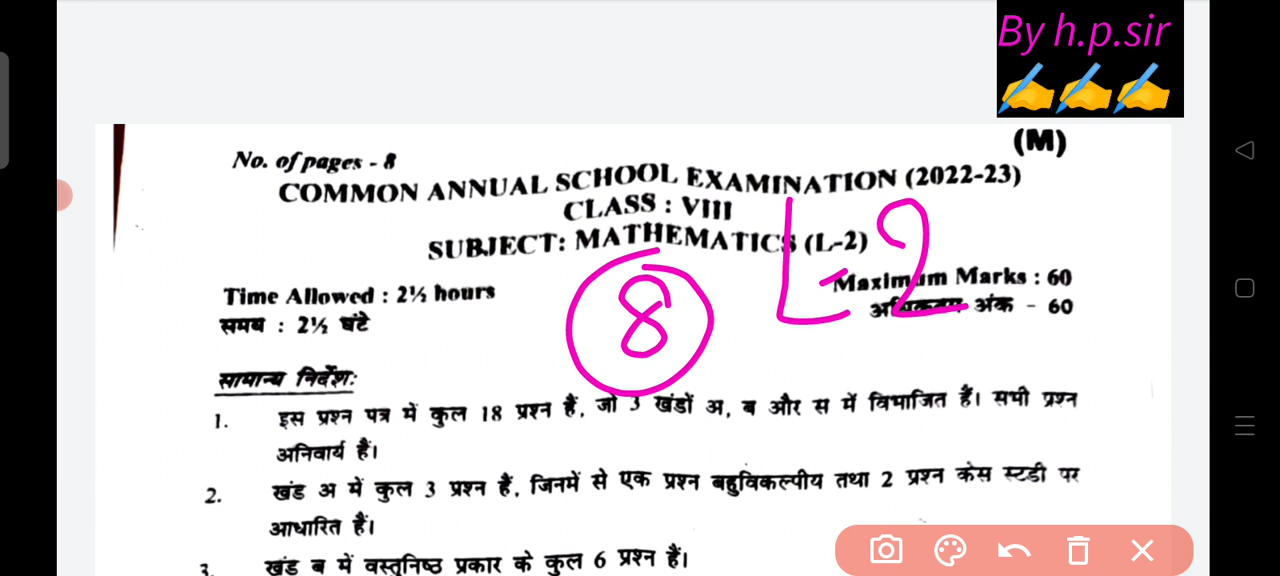 By h.p.sir
(M)
No. of pages - 8
COMMON ANNUAL SCHOOL EXAMINATION (2022-23)
CLASS : VIII
SUBJECT: MATHEMATICS (L-2)
8
L-2
Time Allowed : 2½ hours
Maximum Marks : 60
समय : 2½ घंटे
अधिकतम अंक - 60
सामान्य निर्देश:
1. इस प्रश्न पत्र में कुल 18 प्रश्न हैं, जो 3 खंडों अ, ब और स में विभाजित हैं। सभी प्रश्न
अनिवार्य हैं।
2. खंड अ में कुल 3 प्रश्न हैं, जिनमें से एक प्रश्न बहुविकल्पीय तथा 2 प्रश्न केस स्टडी पर
आधारित हैं।
3. खंड ब में वस्तुनिष्ठ प्रकार के कुल 6 प्रश्न हैं।